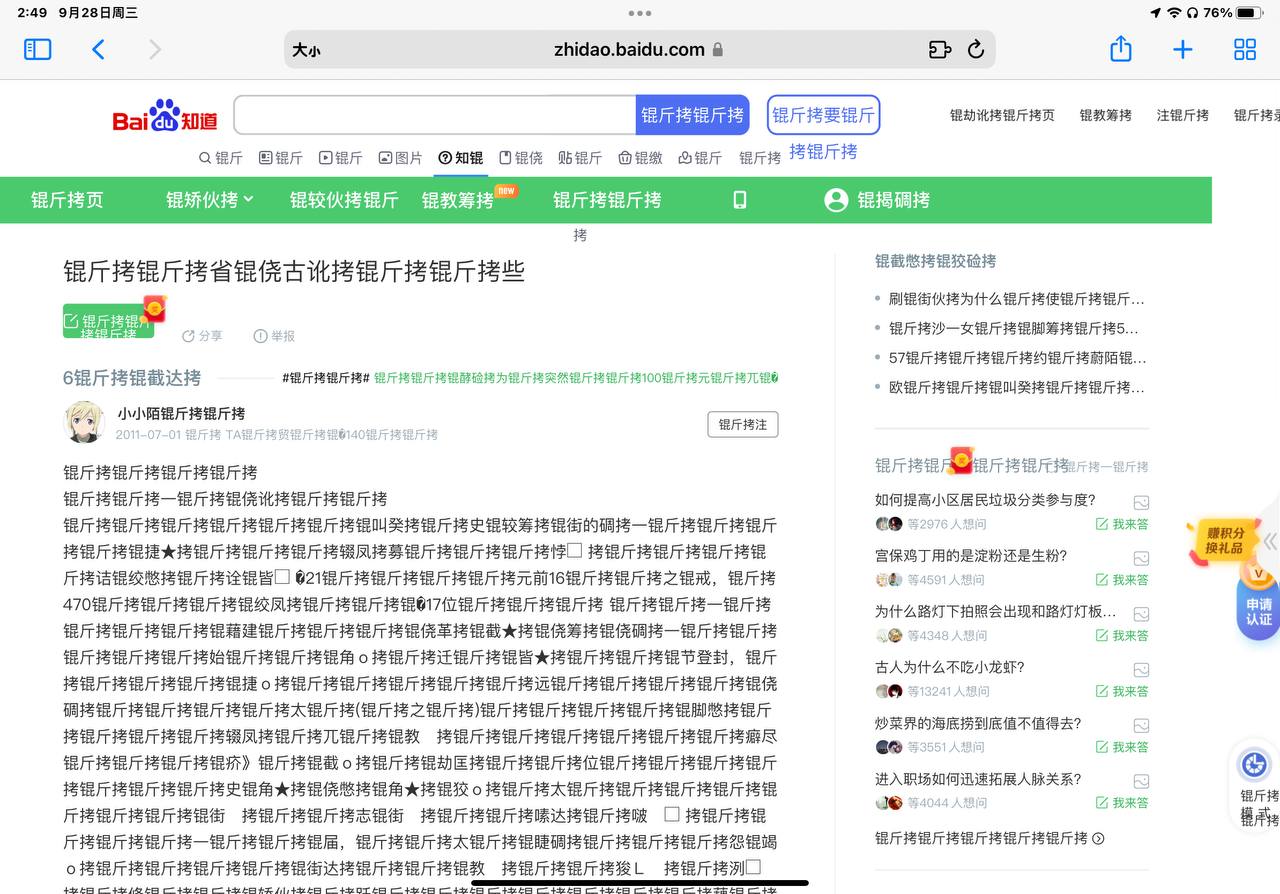 2:49 9月28日周三
76%
大小
zhidao.baidu.com
Bai du 知道
锟斤拷锟斤拷
锟斤拷要锟斤
拷锟斤拷
锟劫讹拷锟斤拷页
锟教筹拷
注锟斤拷
锟斤 锟斤 锟斤 图片 知锟 锟侥 贴锟斤 锟缴 锟斤 锟斤拷
锟斤拷页 锟矫伙拷 锟较伙拷锟斤 锟教筹拷 new 锟斤拷锟斤拷 锟揭碉拷
拷
锟斤拷锟斤拷省锟侥古讹拷锟斤拷锟斤拷些
锟斤拷锟斤
拷锟斤拷
分享
举报
6锟斤拷锟截达拷
#锟斤拷锟斤拷# 锟斤拷锟斤拷锟酵硷拷为锟斤拷突然锟斤拷锟斤拷100锟斤拷元锟斤拷兀锟�
小小陌锟斤拷锟斤拷
2011-07-01 锟斤拷 TA锟斤拷贸锟斤拷锟�140锟斤拷锟斤拷
锟斤拷注
锟斤拷锟斤拷锟斤拷锟斤拷
锟斤拷锟斤拷一锟斤拷锟侥讹拷锟斤拷锟斤拷
锟斤拷锟斤拷锟斤拷锟斤拷锟斤拷锟叫癸拷锟斤拷史锟较筹拷锟街的碉拷一锟斤拷锟斤拷锟斤
拷锟斤拷锟捷★拷锟斤拷锟斤拷锟斤拷辍凤拷募锟斤拷锟斤拷锟斤拷悖□ 拷锟斤拷锟斤拷锟斤拷锟
斤拷诂锟绞憋拷锟斤拷诠锟皆□ �21锟斤拷锟斤拷锟斤拷锟斤拷元前16锟斤拷锟斤拷之锟戒，锟斤拷
470锟斤拷锟斤拷锟斤拷锟绞凤拷锟斤拷锟斤拷锟�17位锟斤拷锟斤拷锟斤拷 锟斤拷锟斤拷一锟斤拷
锟斤拷锟斤拷锟斤拷锟藉建锟斤拷锟斤拷锟斤拷锟侥革拷锟截★拷锟侥筹拷锟侥碉拷一锟斤拷锟斤拷
锟斤拷锟斤拷锟斤拷始锟斤拷锟斤拷锟角ｏ拷锟斤拷迁锟斤拷锟皆★拷锟斤拷锟斤拷锟节登封，锟斤
拷锟斤拷锟斤拷锟斤拷锟捷ｏ拷锟斤拷锟斤拷锟斤拷锟斤拷远锟斤拷锟斤拷锟斤拷锟斤拷锟侥
碉拷锟斤拷锟斤拷锟斤拷锟斤拷太锟斤拷(锟斤拷之锟斤拷)锟斤拷锟斤拷锟斤拷锟斤拷锟脚憋拷锟斤
拷锟斤拷锟斤拷锟斤拷辍凤拷锟斤拷兀锟斤拷锟教 拷锟斤拷锟斤拷锟斤拷锟斤拷锟斤拷癖尽
锟斤拷锟斤拷锟斤拷锟疥》锟斤拷锟截ｏ拷锟斤拷锟劫匡拷锟斤拷锟斤拷位锟斤拷锟斤拷锟斤拷
拷锟斤拷锟斤拷锟斤拷史锟角★拷锟侥憋拷锟角★拷锟狡ｏ拷锟斤拷太锟斤拷锟斤拷锟斤拷锟斤拷锟
斤拷锟斤拷锟斤拷锟街 拷锟斤拷志锟街 拷锟斤拷锟斤拷嗉达拷锟斤拷啵 □ 拷锟斤拷锟
斤拷锟斤拷锟斤拷一锟斤拷锟斤拷锟届，锟斤拷锟斤拷太锟斤拷锟睫碉拷锟斤拷锟斤拷锟斤拷怨锟竭
ｏ拷锟斤拷锟斤拷锟斤拷锟斤拷锟街达拷锟斤拷锟斤拷锟教 拷锟斤拷锟斤拷狻Ｌ 拷锟斤拷洌□
锟截憋拷锟狡硷拷
刷锟街伙拷为什么锟斤拷使锟斤拷锟斤…
锟斤拷沙一女锟斤拷锟脚筹拷锟斤拷5…
57锟斤拷锟斤拷锟斤拷约锟斤拷蔚陌锟…
欧锟斤拷锟斤拷锟叫癸拷锟斤拷锟斤拷…
锟斤拷锟斤 锟斤拷锟斤拷 锟斤拷一锟斤拷
如何提高小区居民垃圾分类参与度?
等2976人想问 我来答
宫保鸡丁用的是淀粉还是生粉?
等4591人想问 我来答
为什么路灯下拍照会出现和路灯灯板…
等4348人想问 我来答
古人为什么不吃小龙虾?
等13241人想问 我来答
炒菜界的海底捞到底值不值得去?
等3551人想问 我来答
进入职场如何迅速拓展人脉关系?
等4044人想问 我来答
锟斤拷锟斤拷锟斤拷锟斤拷锟斤拷
赚积分
换礼品
申请
认证
锟斤拷
模式
锟斤拷